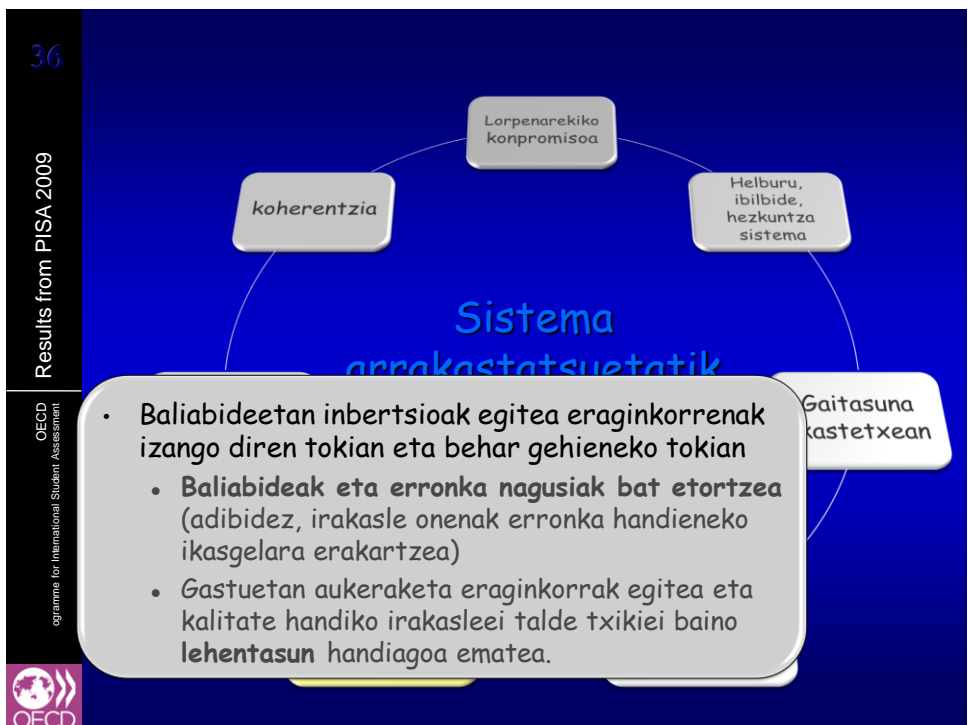 36
Results from PISA 2009
OECD
ogramme for International Student Assessment
OECD
Lorpenarekiko
konpromisoa
koherentzia
Helburu,
ibilbide,
hezkuntza
sistema
Sistema
arrakastatsuetatik
Gaitasuna
kastetxean
• Baliabideetan inbertsioak egitea eraginkorrenak
izango diren tokian eta behar gehieneko tokian
● Baliabideak eta erronka nagusiak bat etortzea
(adibidez, irakasle onenak erronka handieneko
ikasgelara erakartzea)
● Gastuetan aukeraketa eraginkorrak egitea eta
kalitate handiko irakasleei talde txikiei baino
lehentasun handiagoa ematea.